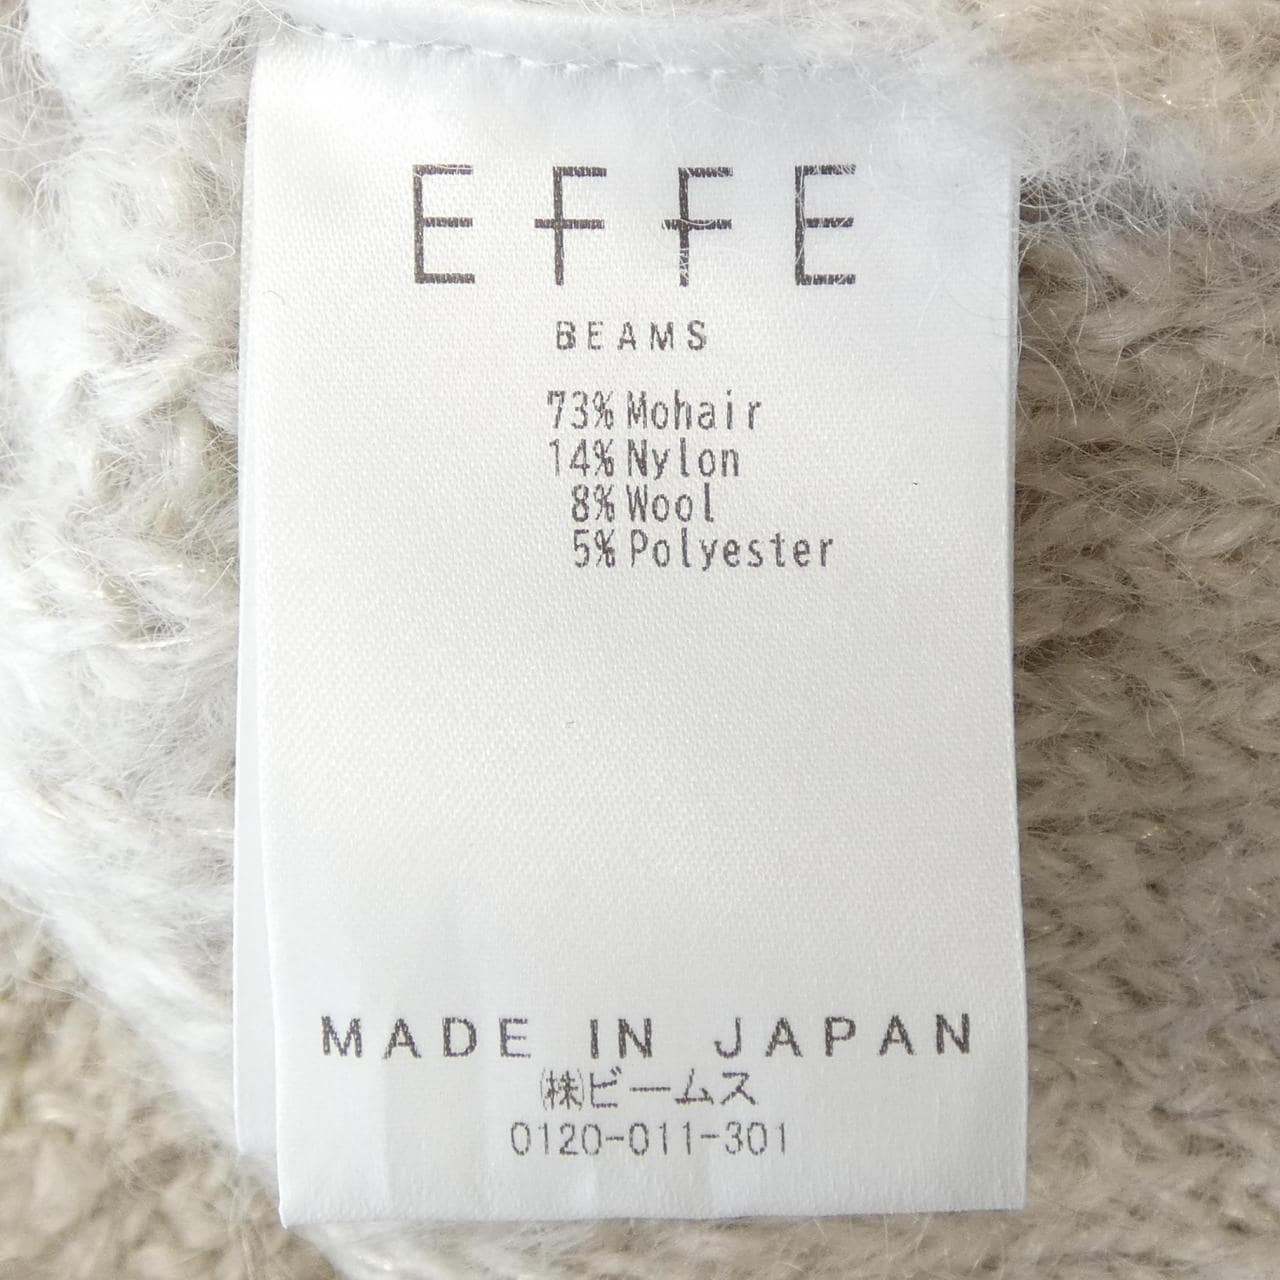 EFFE
BEAMS
73% Mohair
14% Nylon
8% Wool
5% Polyester
MADE IN JAPAN
㈱ビームス
0120-011-301